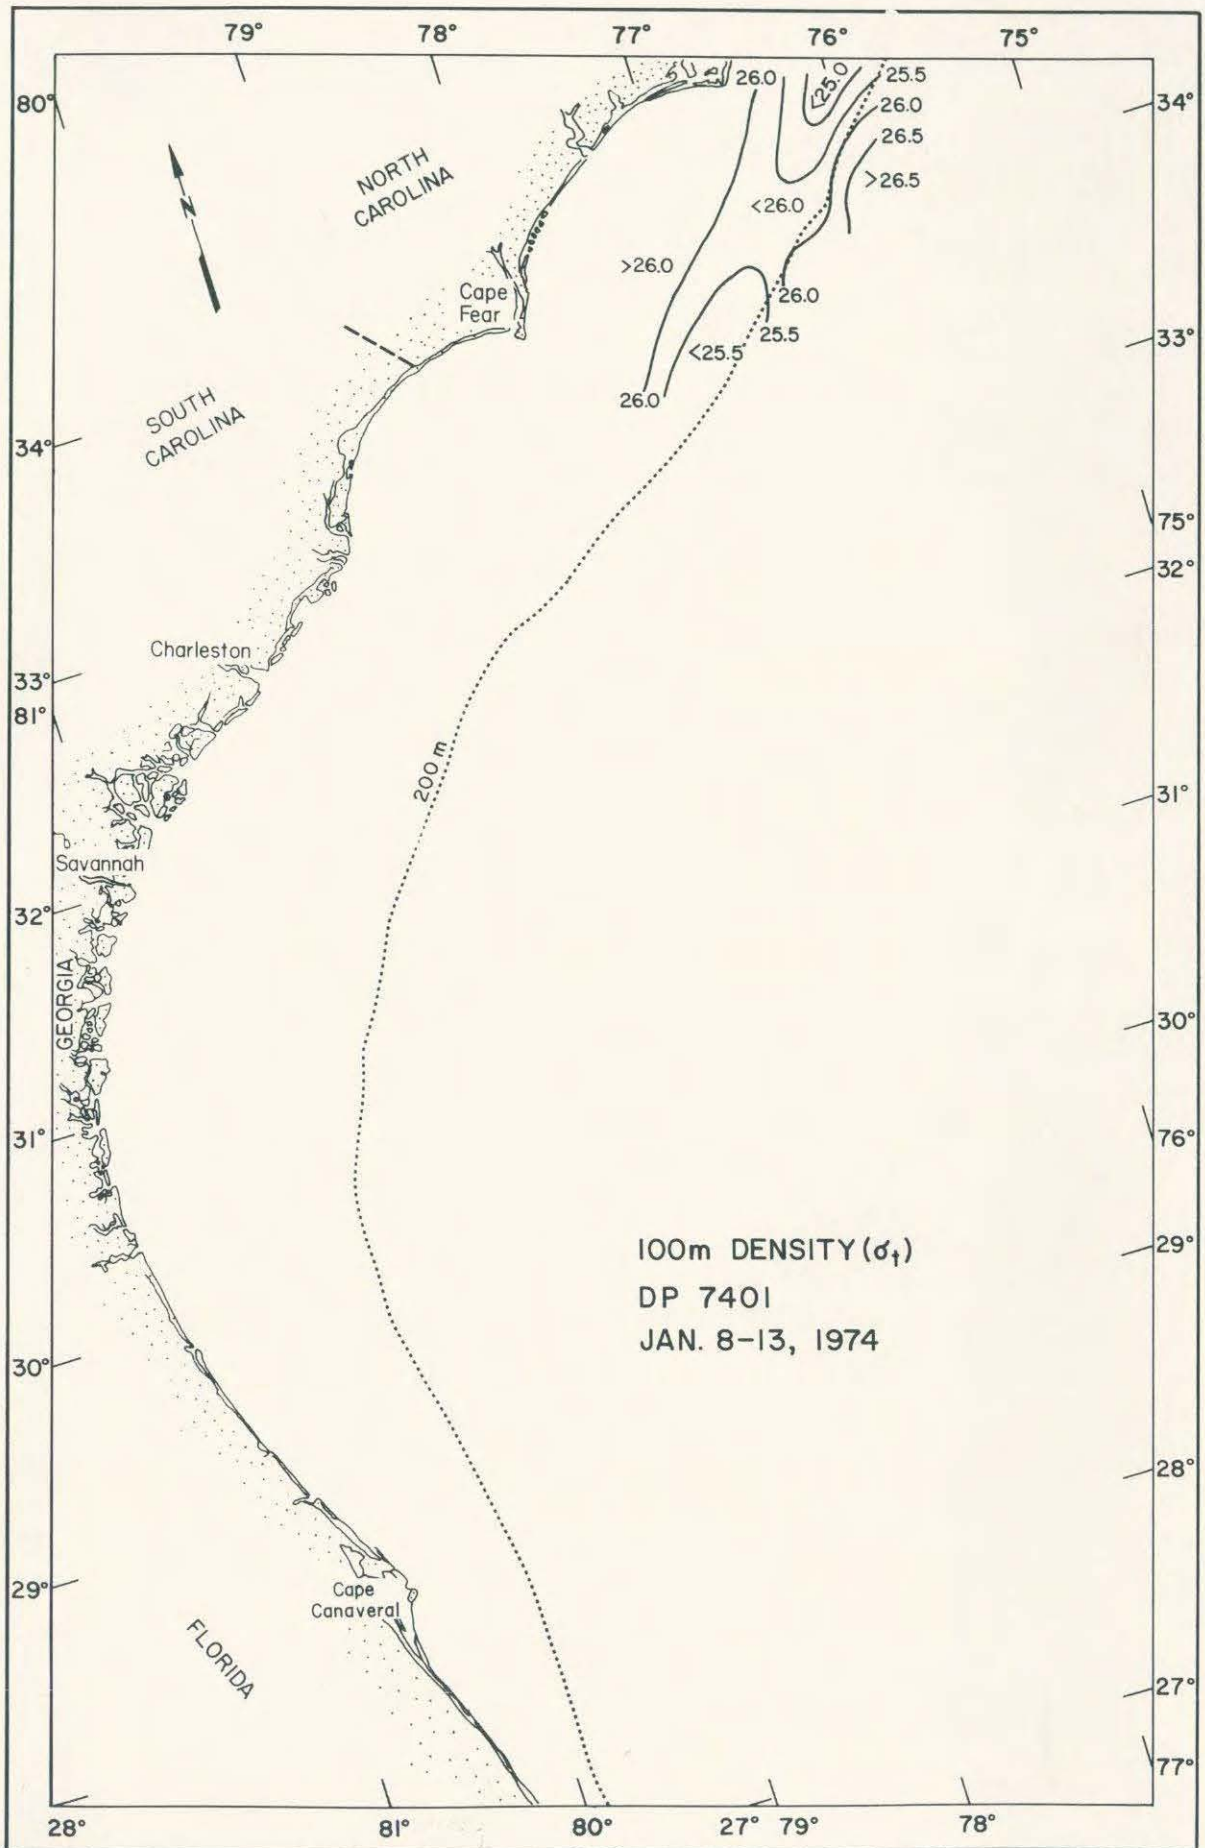 79°
78°
77°
76°
75°
80°
34°
26.0
<25.0
25.5
26.0
26.5
>26.5
<26.0
>26.0
26.0
25.5
<25.5
26.0
N
NORTH
CAROLINA
Cape
Fear
33°
SOUTH
CAROLINA
34°
75°
32°
Charleston
33°
81°
200 m
31°
Savannah
32°
GEORGIA
30°
31°
76°
100m DENSITY (σt)
DP 7401
JAN. 8-13, 1974
29°
30°
28°
29°
Cape
Canaveral
FLORIDA
27°
77°
28°
81°
80°
27°
79°
78°